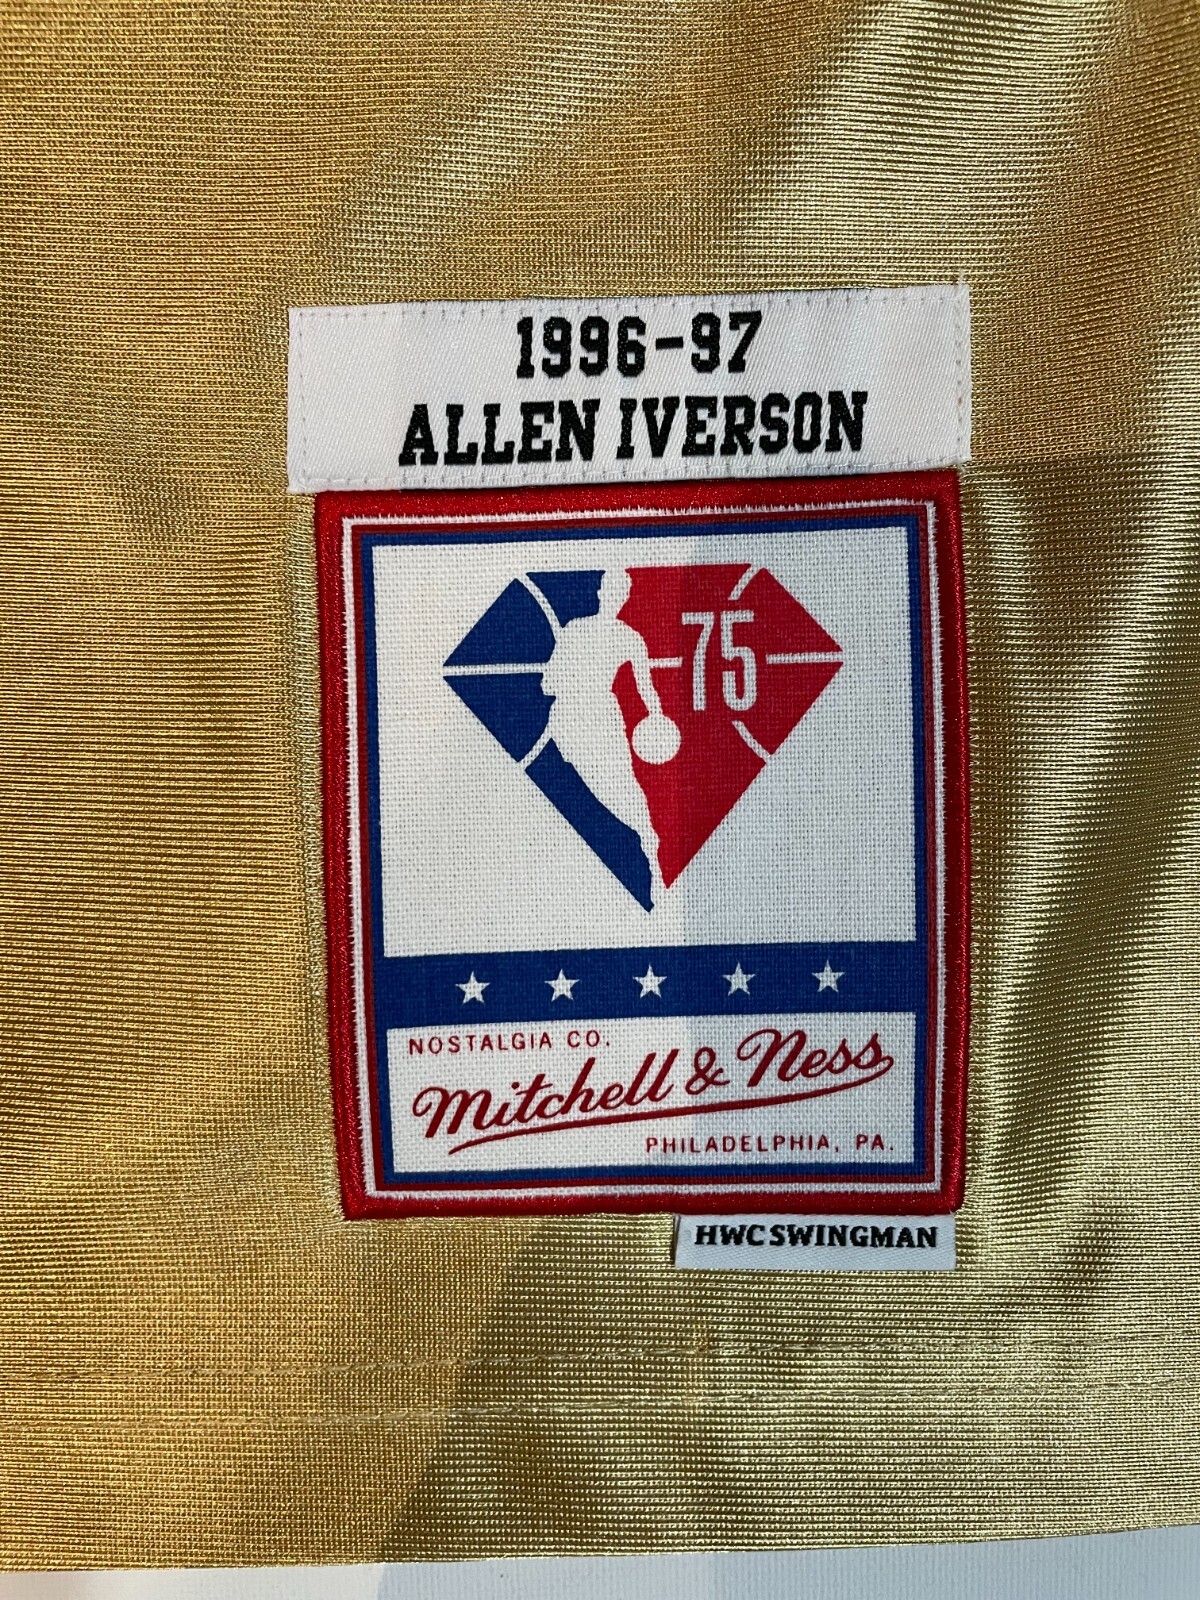 1996-97
ALLEN IVERSON
75
NOSTALGIA CO.
Mitchell & Ness
PHILADELPHIA, PA.
HWC SWINGMAN